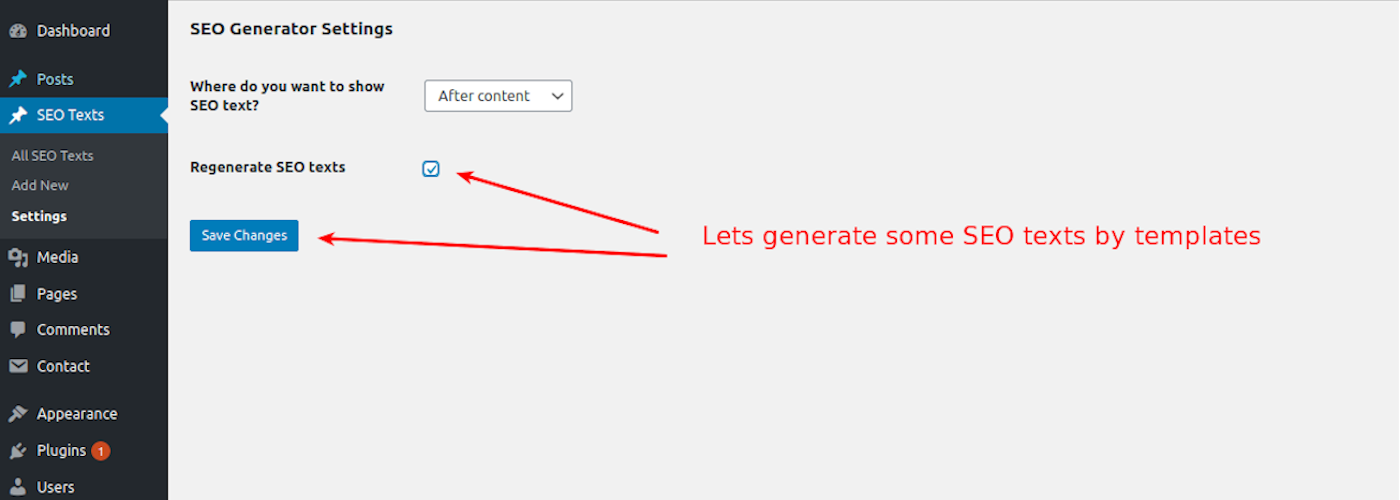 Dashboard
Posts
SEO Texts
All SEO Texts
Add New
Settings
Media
Pages
Comments
Contact
Appearance
Plugins 1
Users
SEO Generator Settings
Where do you want to show
SEO text?
After content
Regenerate SEO texts
Save Changes
Lets generate some SEO texts by templates